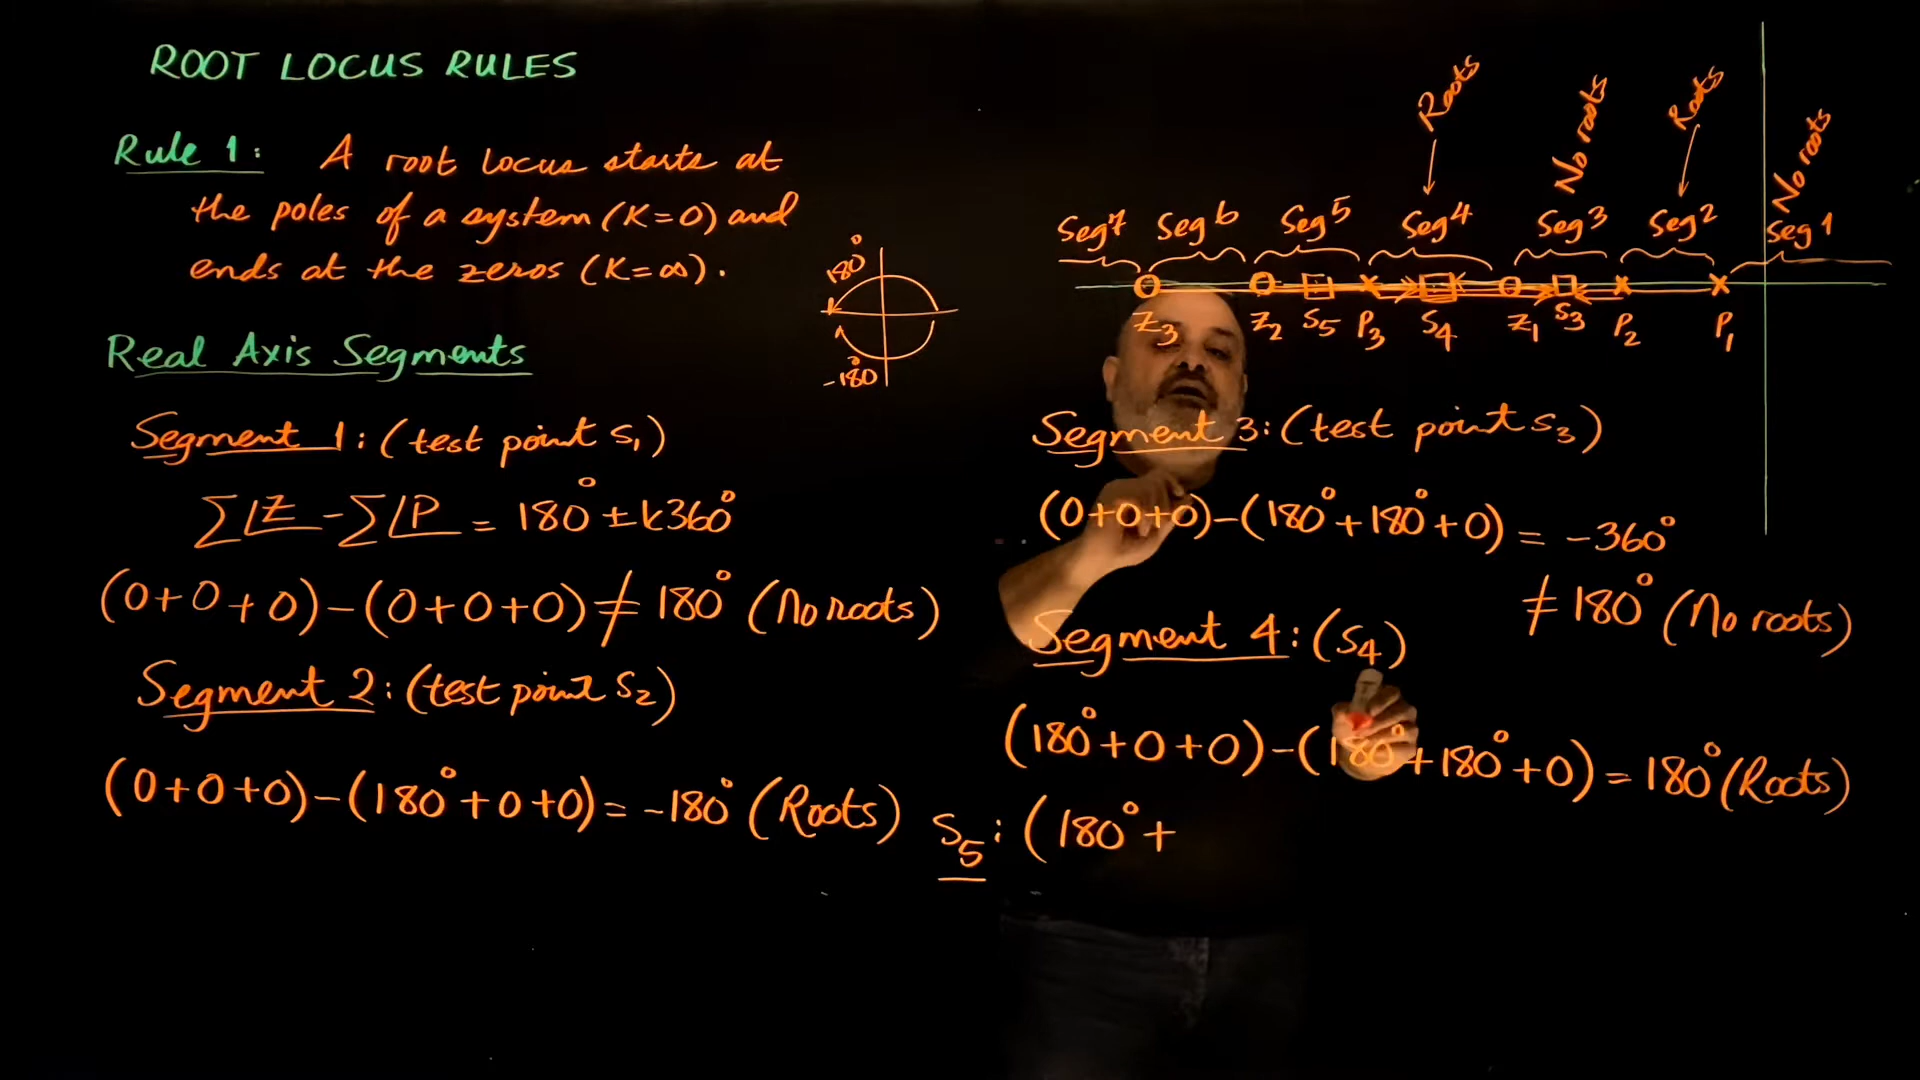 ROOT LOCUS RULES
Rule 1: A root locus starts at
the poles of a system (K=0) and
ends at the zeros (K=∞).
180°
-180°
Real Axis Segments
Segment 1: (test point S₁)
∑∠Z - ∑∠P = 180° ± k360°
(0+0+0)-(0+0+0) ≠ 180° (No roots)
Segment 2: (test point S₂)
(0+0+0)-(180°+0+0) = -180° (Roots)
Roots
No roots
Roots
No roots
Seg7 Seg6 Seg5 Seg4 Seg3 Seg2 Seg1
Z₃ Z₂ S₅ P₃ S₄ Z₁ S₃ P₂ P₁
Segment 3: (test point S₃)
(0+0+0)-(180°+180°+0) = -360°
≠ 180° (No roots)
Segment 4: (S₄)
(180°+0+0)-(180°+180°+0) = 180° (Roots)
S₅: (180°+